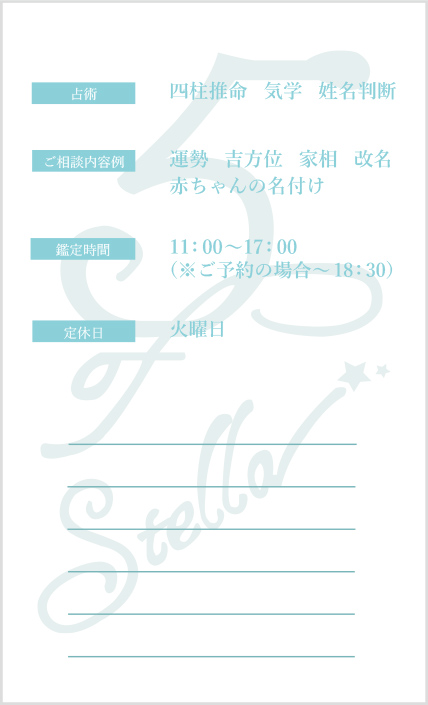 占術 四柱推命 気学 姓名判断
ご相談内容例 運勢 吉方位 家相 改名
赤ちゃんの名付け
鑑定時間 11:00〜17:00
(※ご予約の場合〜18:30)
定休日 火曜日
5F
Stella